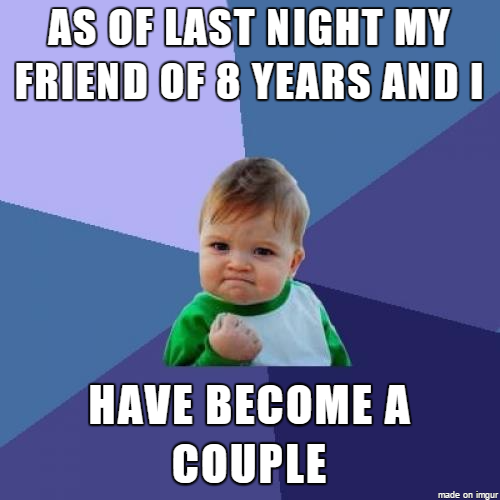 AS OF LAST NIGHT MY
FRIEND OF 8 YEARS AND I
HAVE BECOME A
COUPLE
made on imgur